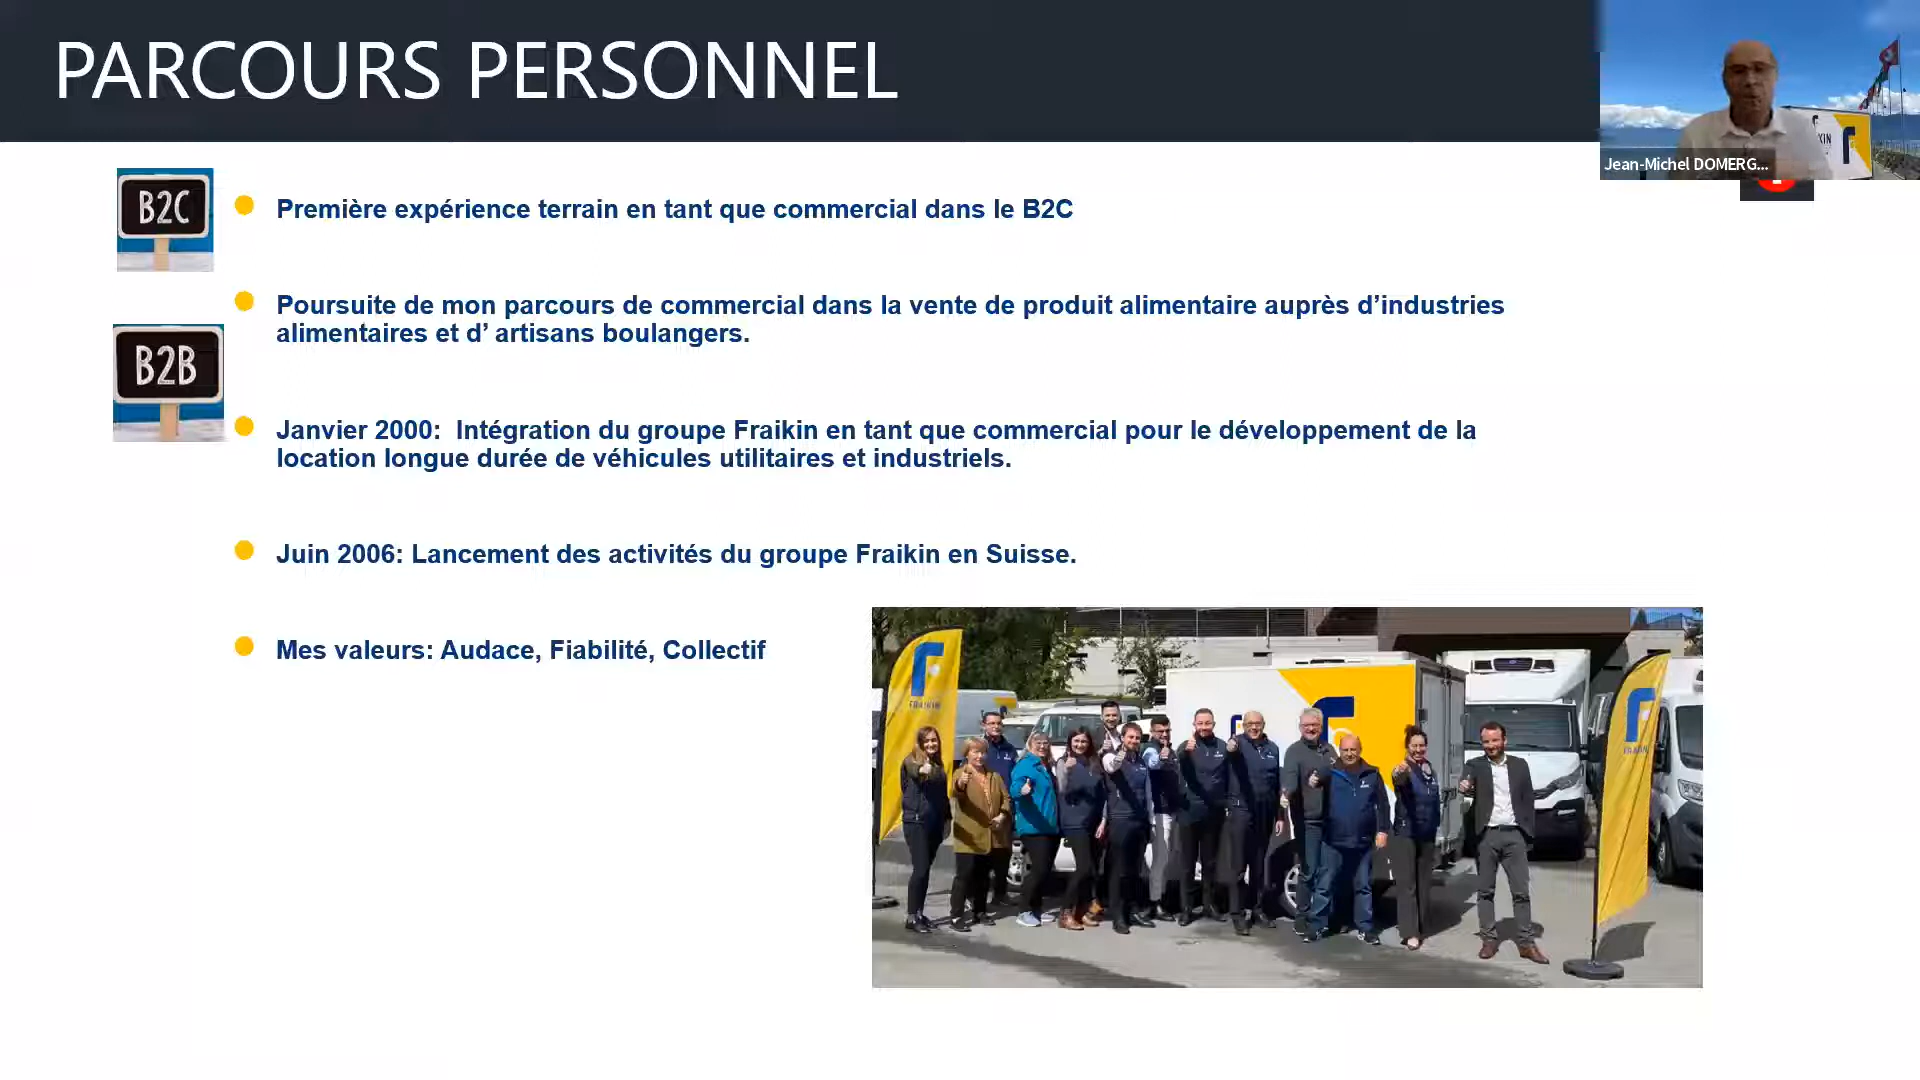 PARCOURS PERSONNEL
Jean-Michel DOMERG...
B2C
Première expérience terrain en tant que commercial dans le B2C
Poursuite de mon parcours de commercial dans la vente de produit alimentaire auprès d’industries
alimentaires et d’ artisans boulangers.
B2B
Janvier 2000:  Intégration du groupe Fraikin en tant que commercial pour le développement de la
location longue durée de véhicules utilitaires et industriels.
Juin 2006: Lancement des activités du groupe Fraikin en Suisse.
Mes valeurs: Audace, Fiabilité, Collectif
FRAIKIN
FRAIKIN